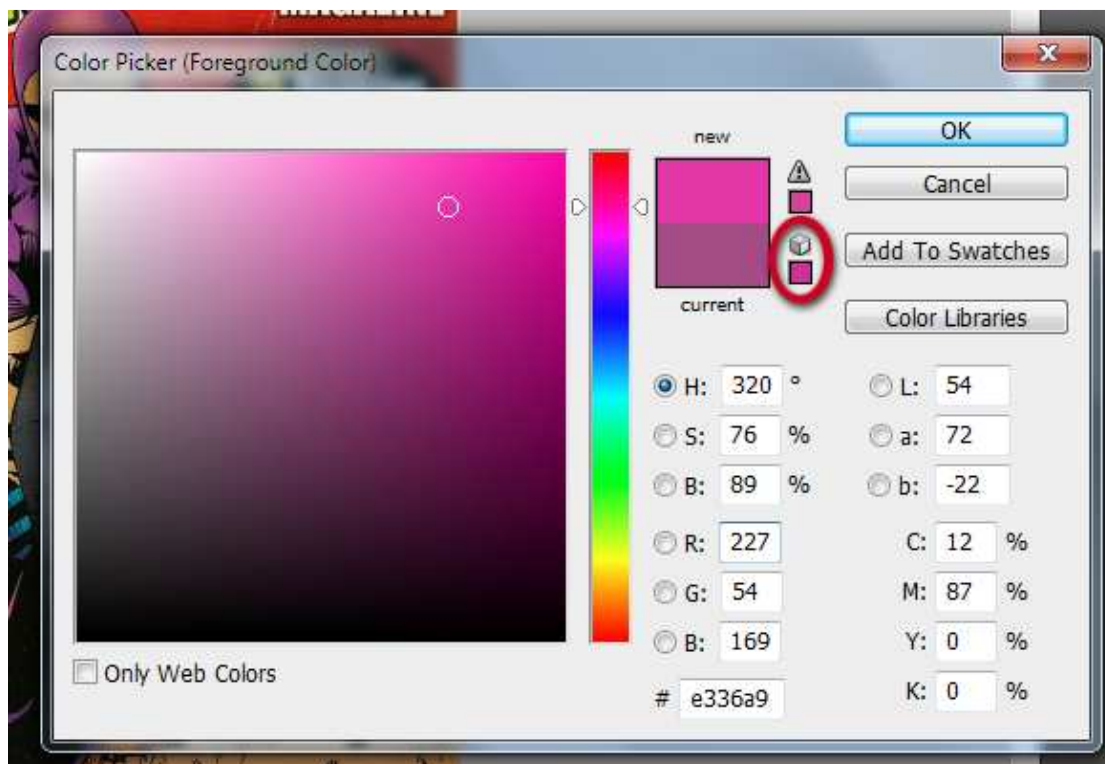 Color Picker (Foreground Color)
new
current
OK
Cancel
Add To Swatches
Color Libraries
H: 320 °
S: 76 %
B: 89 %
R: 227
G: 54
B: 169
# e336a9
L: 54
a: 72
b: -22
C: 12 %
M: 87 %
Y: 0 %
K: 0 %
Only Web Colors